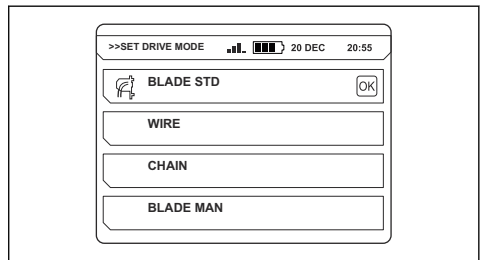 >>SET DRIVE MODE 20 DEC 20:55
BLADE STD OK
WIRE
CHAIN
BLADE MAN